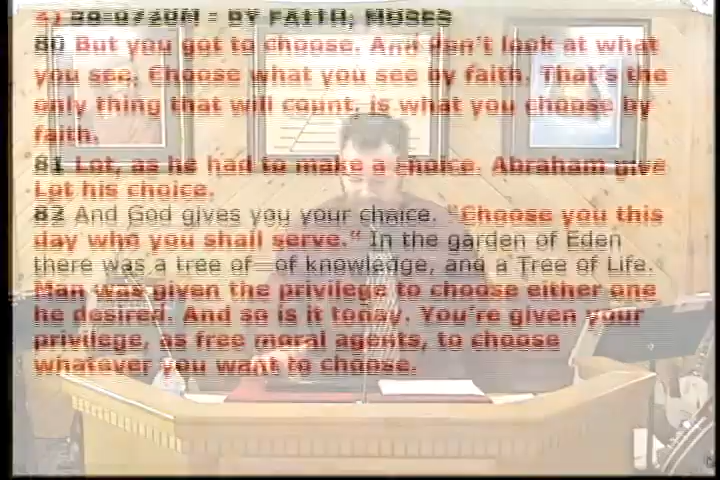 BY FAITH, MOSES
80 But you got to choose. And don't look at what
you see. Choose what you see by faith. That's the
only thing that will count, is what you choose by
faith.
81 Lot, as he had to make a choice. Abraham give
Lot his choice.
82 And God gives you your choice. "Choose you this
day who you shall serve." In the garden of Eden
there was a tree of—of knowledge, and a Tree of Life.
Man was given the privilege to choose either one
he desired. And so is it today. You're given your
privilege, as free moral agents, to choose
whatever you want to choose.